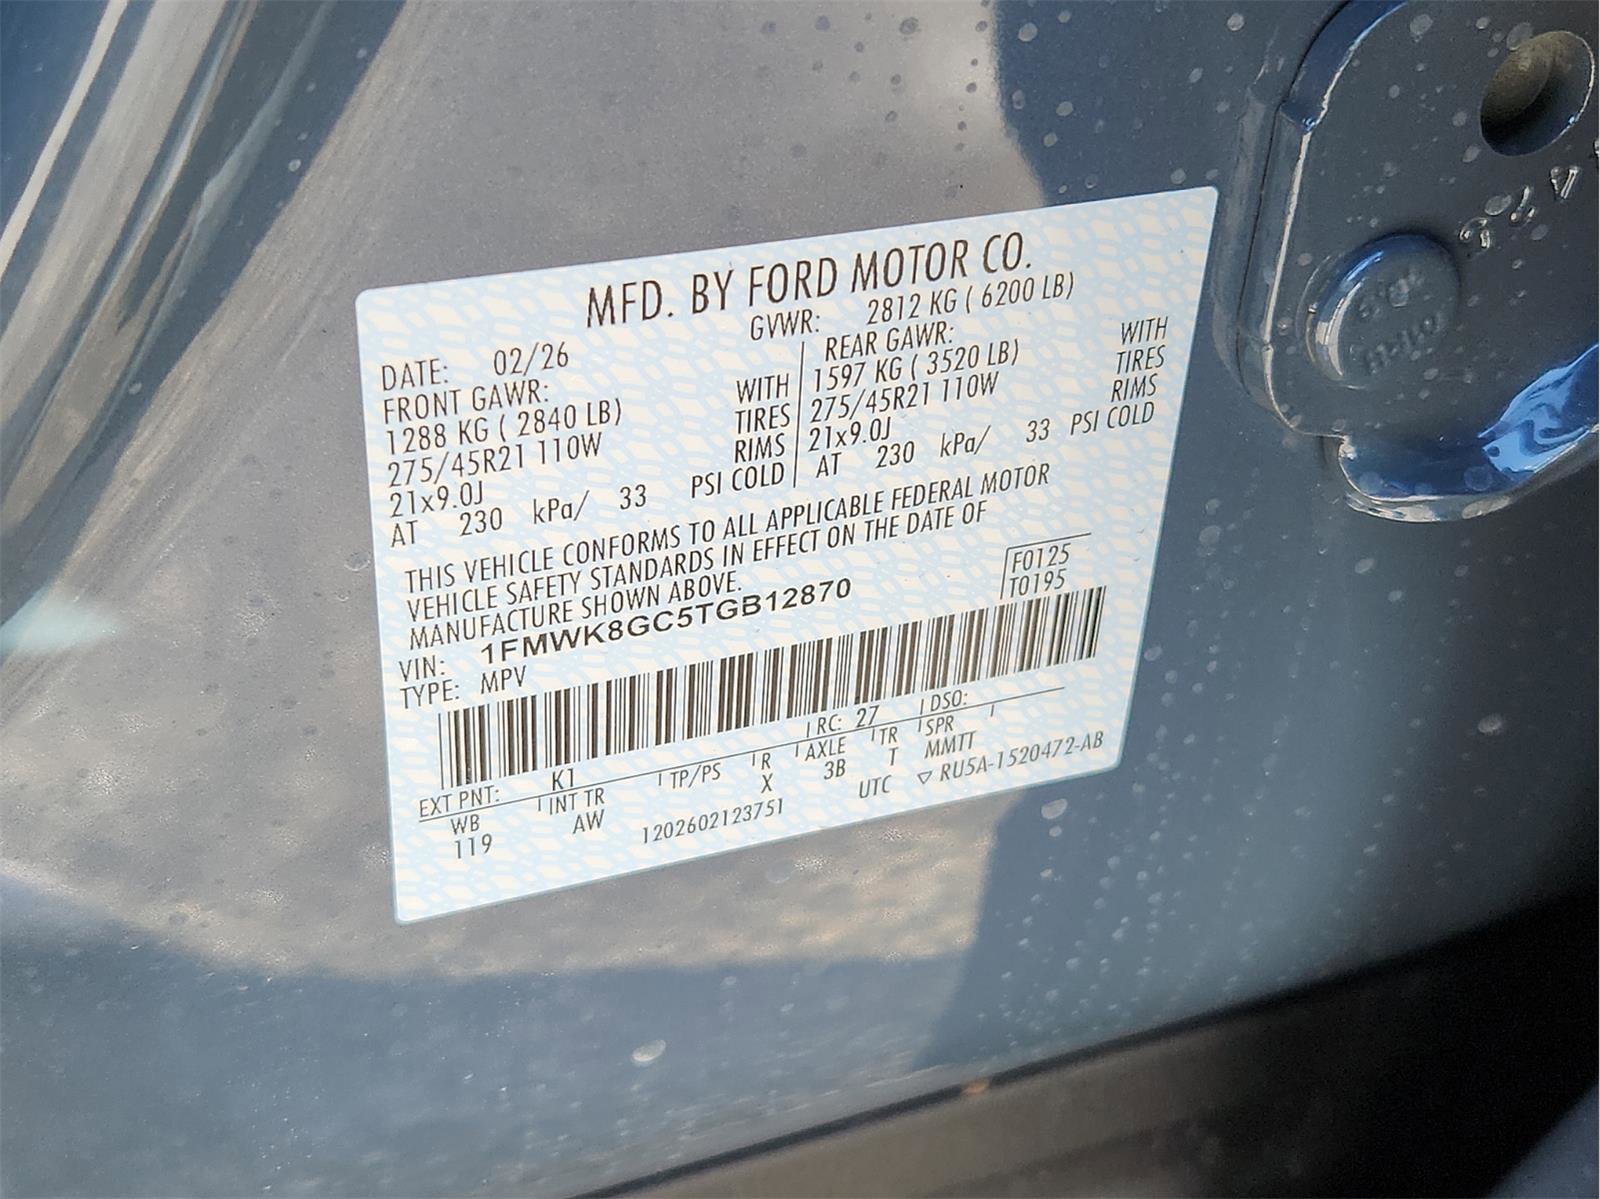 MFD. BY FORD MOTOR CO.
DATE: 02/26 GVWR: 2812 KG ( 6200 LB)
FRONT GAWR: REAR GAWR:
1288 KG ( 2840 LB) WITH 1597 KG ( 3520 LB) WITH
275/45R21 110W TIRES 275/45R21 110W TIRES
21x9.0J RIMS 21x9.0J RIMS
AT 230 kPa/ 33 PSI COLD AT 230 kPa/ 33 PSI COLD
THIS VEHICLE CONFORMS TO ALL APPLICABLE FEDERAL MOTOR
VEHICLE SAFETY STANDARDS IN EFFECT ON THE DATE OF
MANUFACTURE SHOWN ABOVE.
F0125
VIN: 1FMWK8GC5TGB12870
T0195
TYPE: MPV
EXT PNT: K1 RC: 27 DSO:
WB INT TR TP/PS R AXLE TR SPR
119 AW X 3B T MMTT
1202602123751 UTC ▽ RU5A-1520472-AB